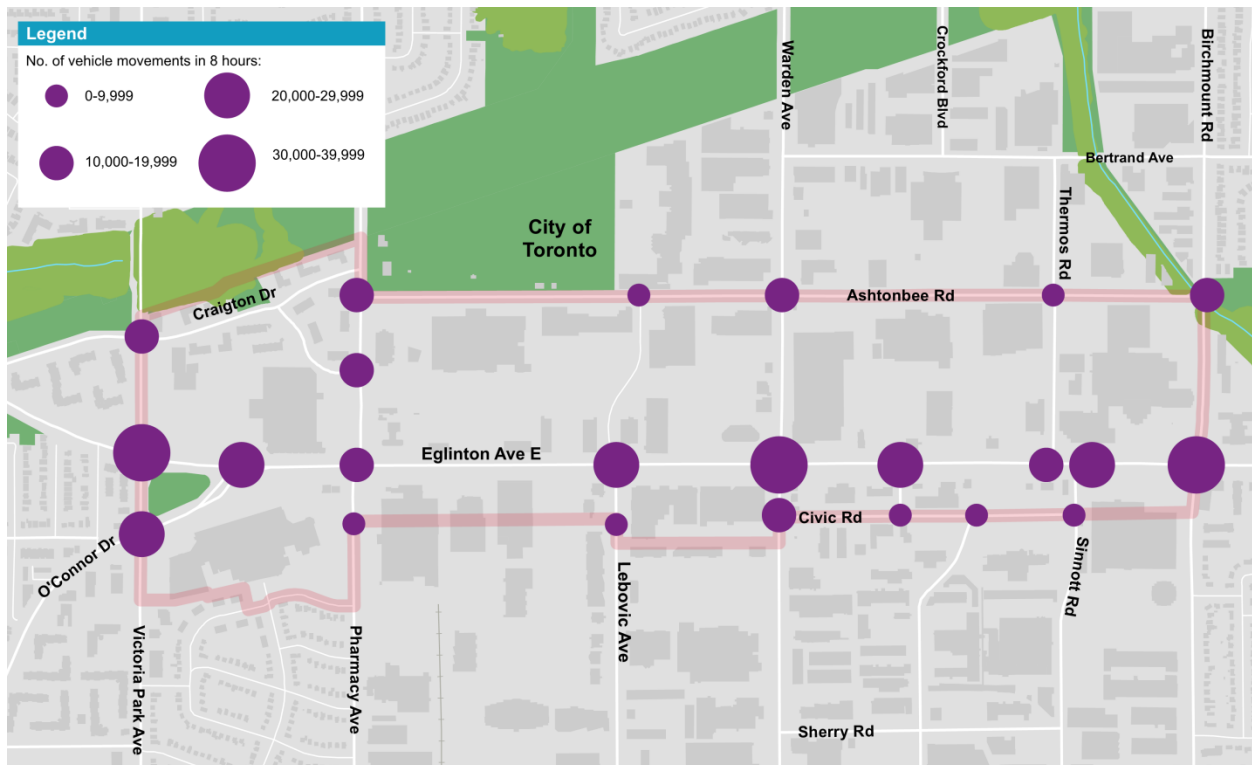 Legend
No. of vehicle movements in 8 hours:
0-9,999
20,000-29,999
10,000-19,999
30,000-39,999
Warden Ave
Crockford Blvd
Birchmount Rd
Bertrand Ave
Thermos Rd
City of
Toronto
Craigton Dr
Ashtonbee Rd
Eglinton Ave E
Civic Rd
O'Connor Dr
Sinnott Rd
Lebovic Ave
Victoria Park Ave
Pharmacy Ave
Sherry Rd